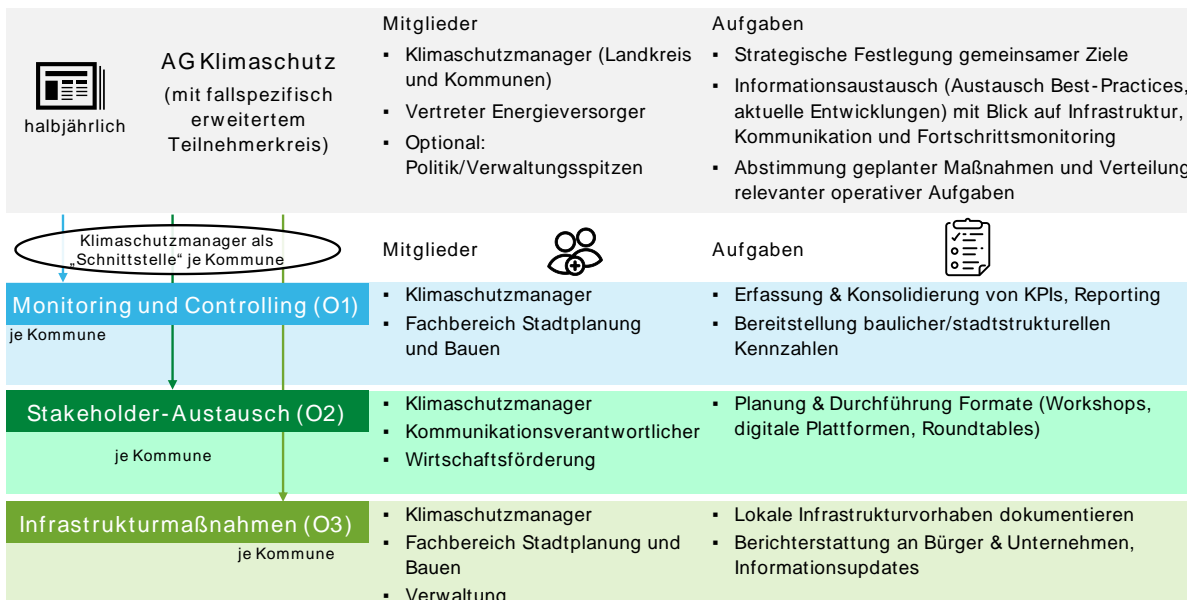 halbjährlich
AG Klimaschutz
(mit fallspezifisch
erweitertem
Teilnehmerkreis)
Mitglieder
▪ Klimaschutzmanager (Landkreis
und Kommunen)
▪ Vertreter Energieversorger
▪ Optional:
Politik/Verwaltungsspitzen
Aufgaben
▪ Strategische Festlegung gemeinsamer Ziele
▪ Informationsaustausch (Austausch Best-Practices,
aktuelle Entwicklungen) mit Blick auf Infrastruktur,
Kommunikation und Fortschrittsmonitoring
▪ Abstimmung geplanter Maßnahmen und Verteilung
relevanter operativer Aufgaben
Klimaschutzmanager als
„Schnittstelle“ je Kommune
Mitglieder
Aufgaben
Monitoring und Controlling (O1)
je Kommune
▪ Klimaschutzmanager
▪ Fachbereich Stadtplanung
und Bauen
▪ Erfassung & Konsolidierung von KPIs, Reporting
▪ Bereitstellung baulicher/stadtstrukturellen
Kennzahlen
Stakeholder-Austausch (O2)
je Kommune
▪ Klimaschutzmanager
▪ Kommunikationsverantwortlicher
▪ Wirtschaftsförderung
▪ Planung & Durchführung Formate (Workshops,
digitale Plattformen, Roundtables)
Infrastrukturmaßnahmen (O3)
je Kommune
▪ Klimaschutzmanager
▪ Fachbereich Stadtplanung und
Bauen
▪ Verwaltung
▪ Lokale Infrastrukturvorhaben dokumentieren
▪ Berichterstattung an Bürger & Unternehmen,
Informationsupdates